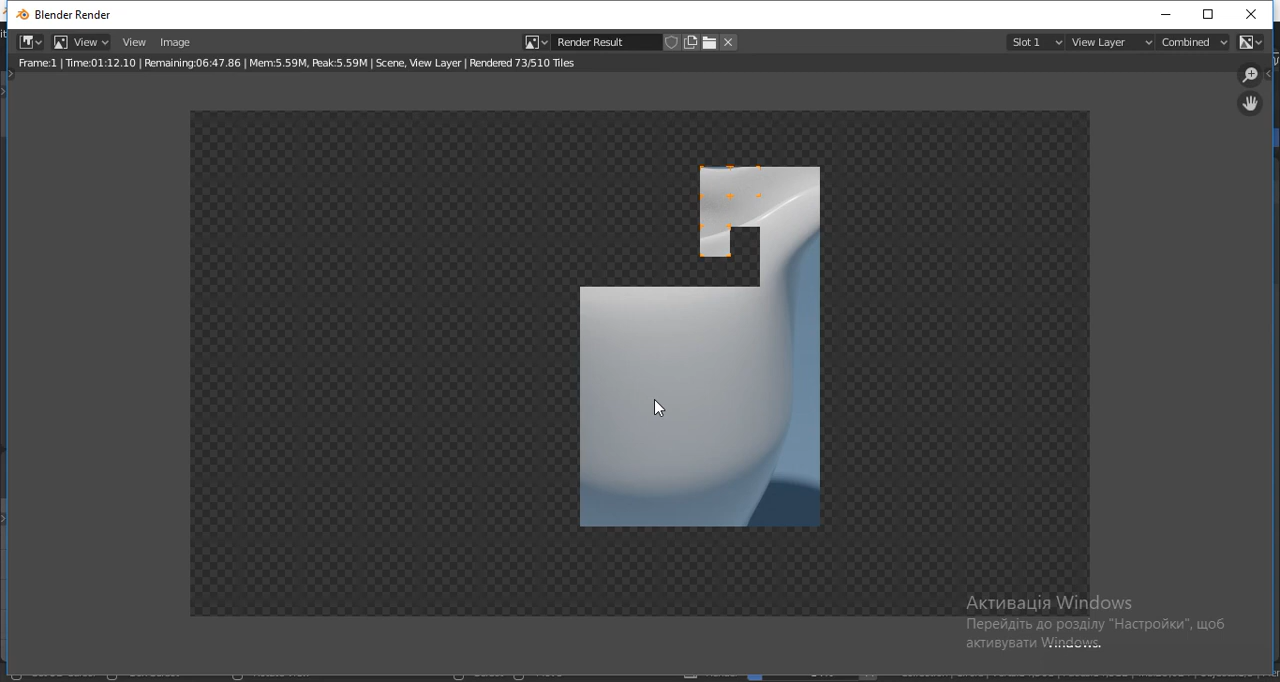 Blender Render
View View Image Render Result Slot 1 View Layer Combined
Frame:1 | Time:01:12.10 | Remaining:06:47.86 | Mem:5.59M, Peak:5.59M | Scene, View Layer | Rendered 73/510 Tiles
Активація Windows
Перейдіть до розділу "Настройки", щоб
активувати Windows.